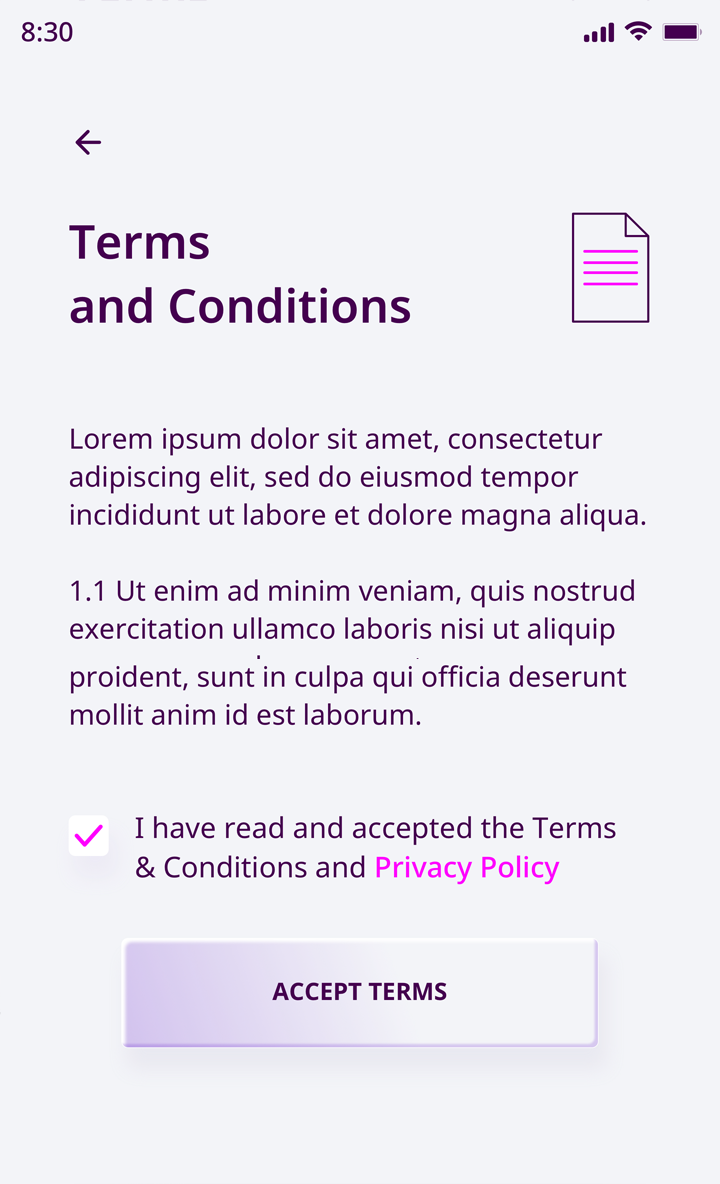 8:30
Terms
and Conditions
Lorem ipsum dolor sit amet, consectetur
adipiscing elit, sed do eiusmod tempor
incididunt ut labore et dolore magna aliqua.
1.1 Ut enim ad minim veniam, quis nostrud
exercitation ullamco laboris nisi ut aliquip
proident, sunt in culpa qui officia deserunt
mollit anim id est laborum.
I have read and accepted the Terms
& Conditions and Privacy Policy
ACCEPT TERMS